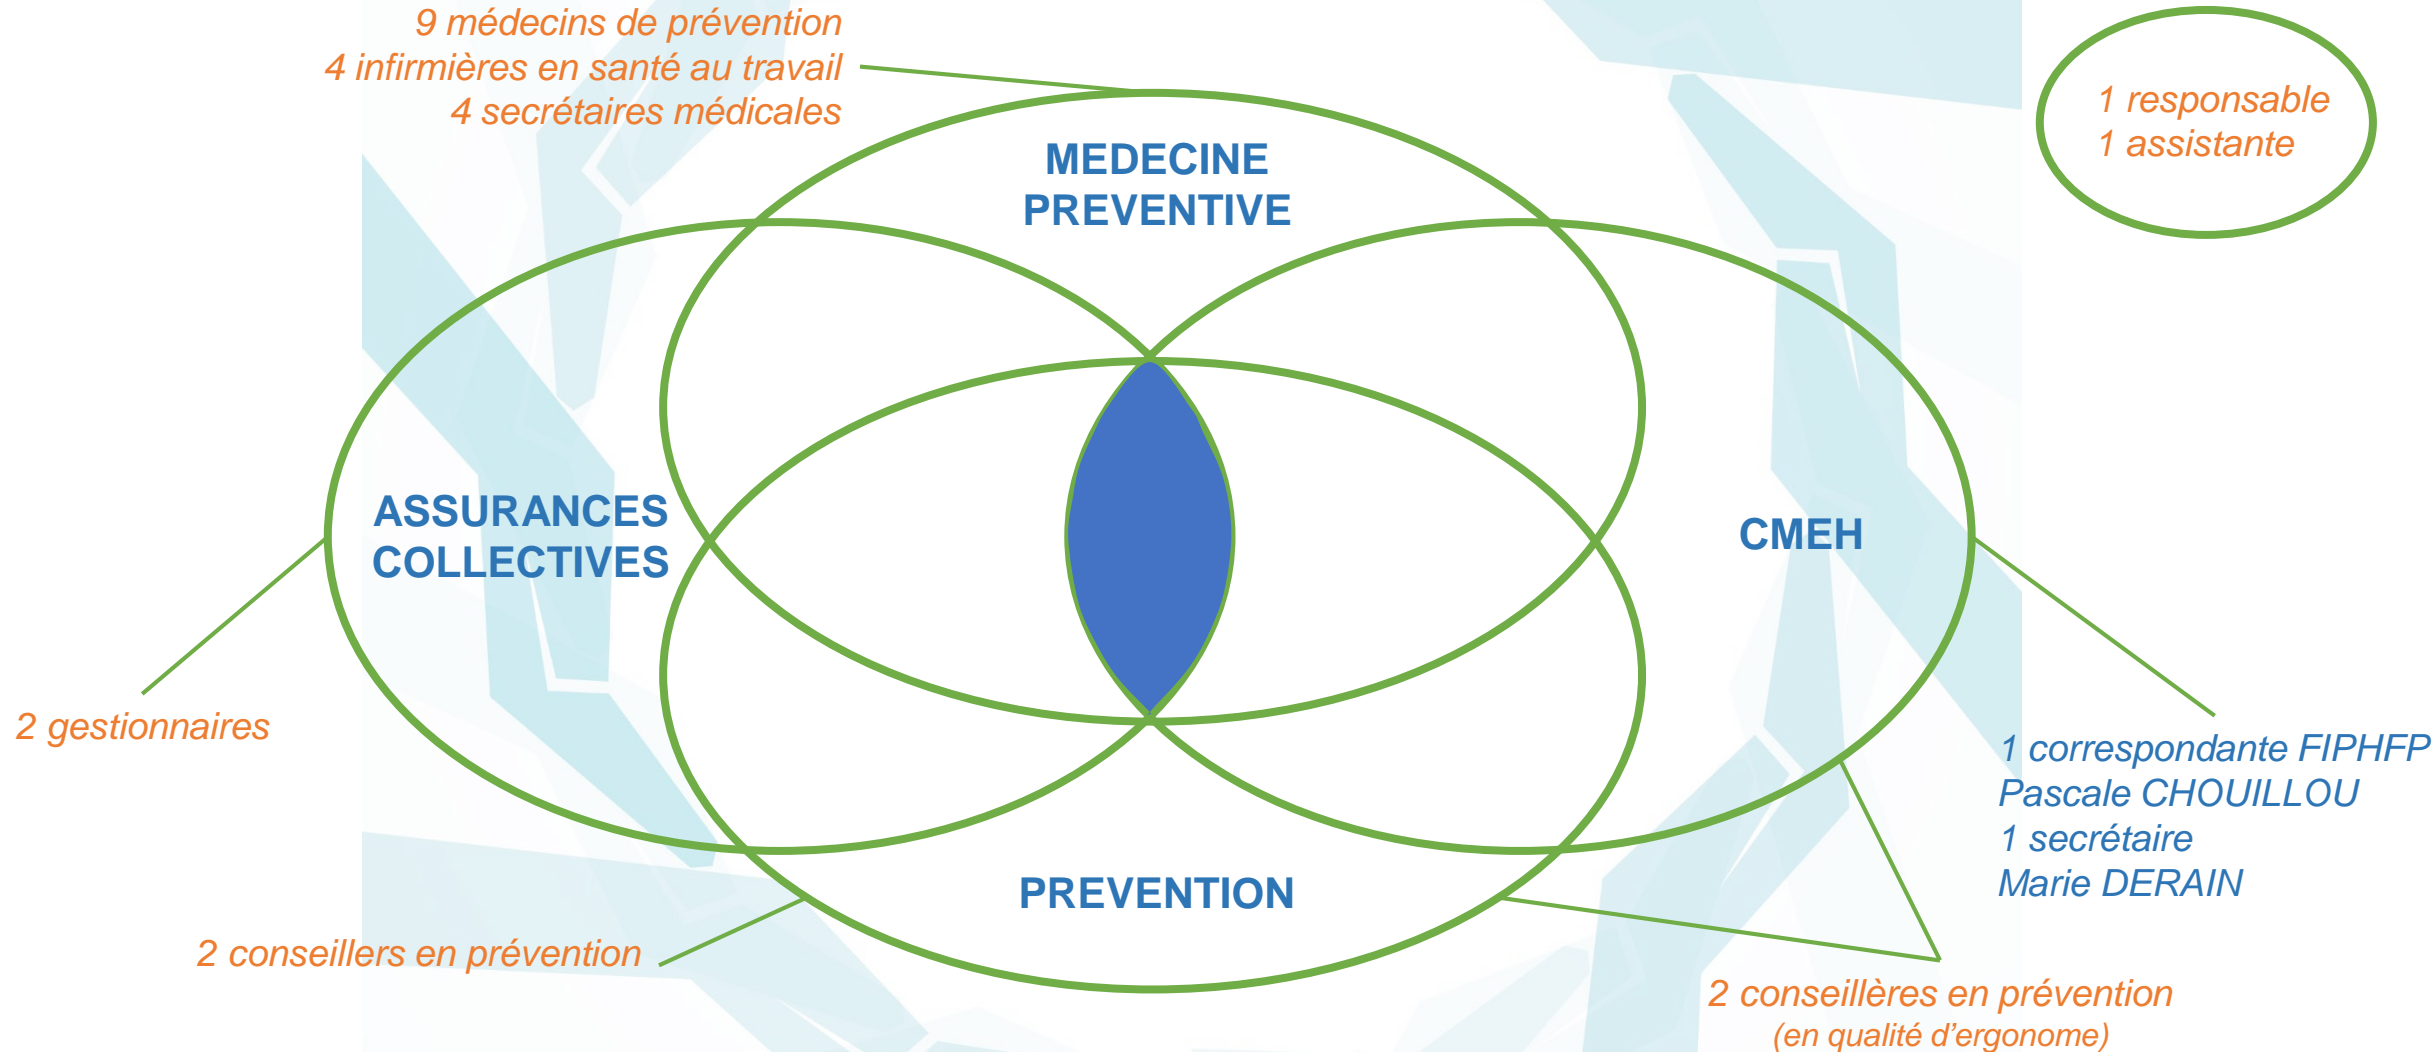 9 médecins de prévention
4 infirmières en santé au travail
4 secrétaires médicales
1 responsable
1 assistante
MEDECINE
PREVENTIVE
ASSURANCES
COLLECTIVES
CMEH
2 gestionnaires
1 correspondante FIPHFP
Pascale CHOUILLOU
1 secrétaire
Marie DERAIN
PREVENTION
2 conseillers en prévention
2 conseillères en prévention
(en qualité d'ergonome)